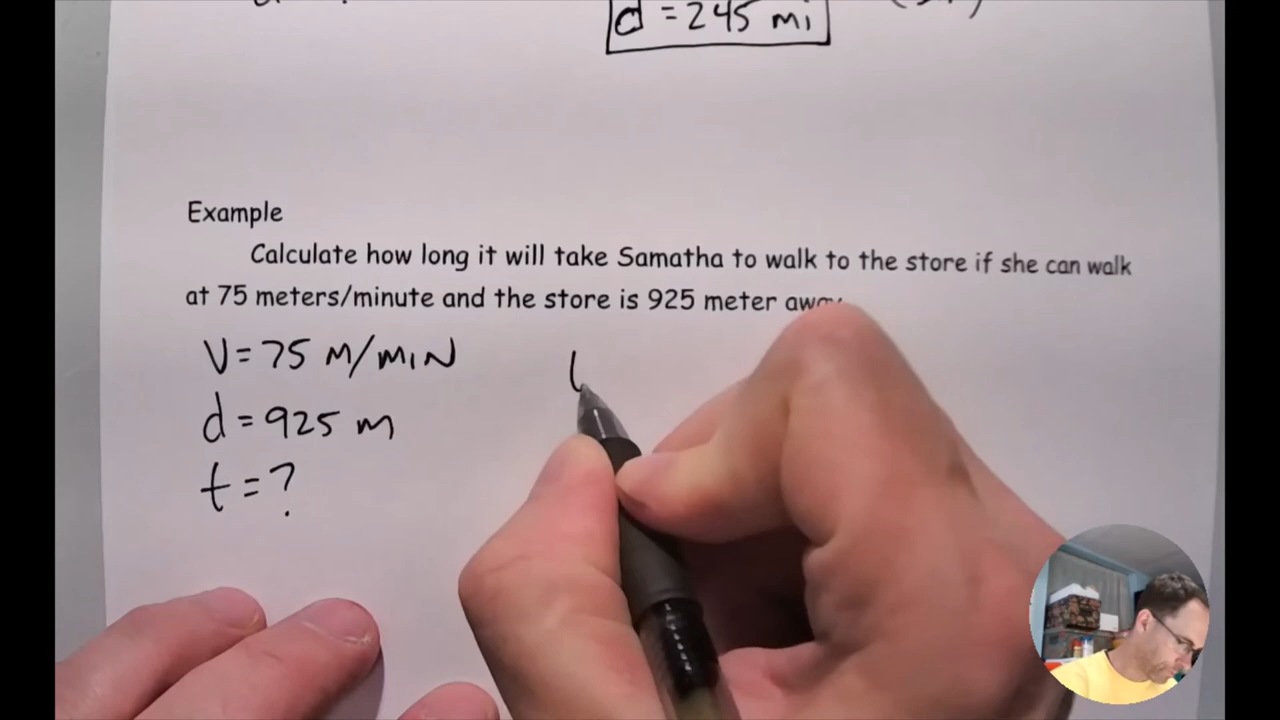 d = 245 mi
Example
Calculate how long it will take Samatha to walk to the store if she can walk
at 75 meters/minute and the store is 925 meter
V = 75 m/min
d = 925 m
t = ?